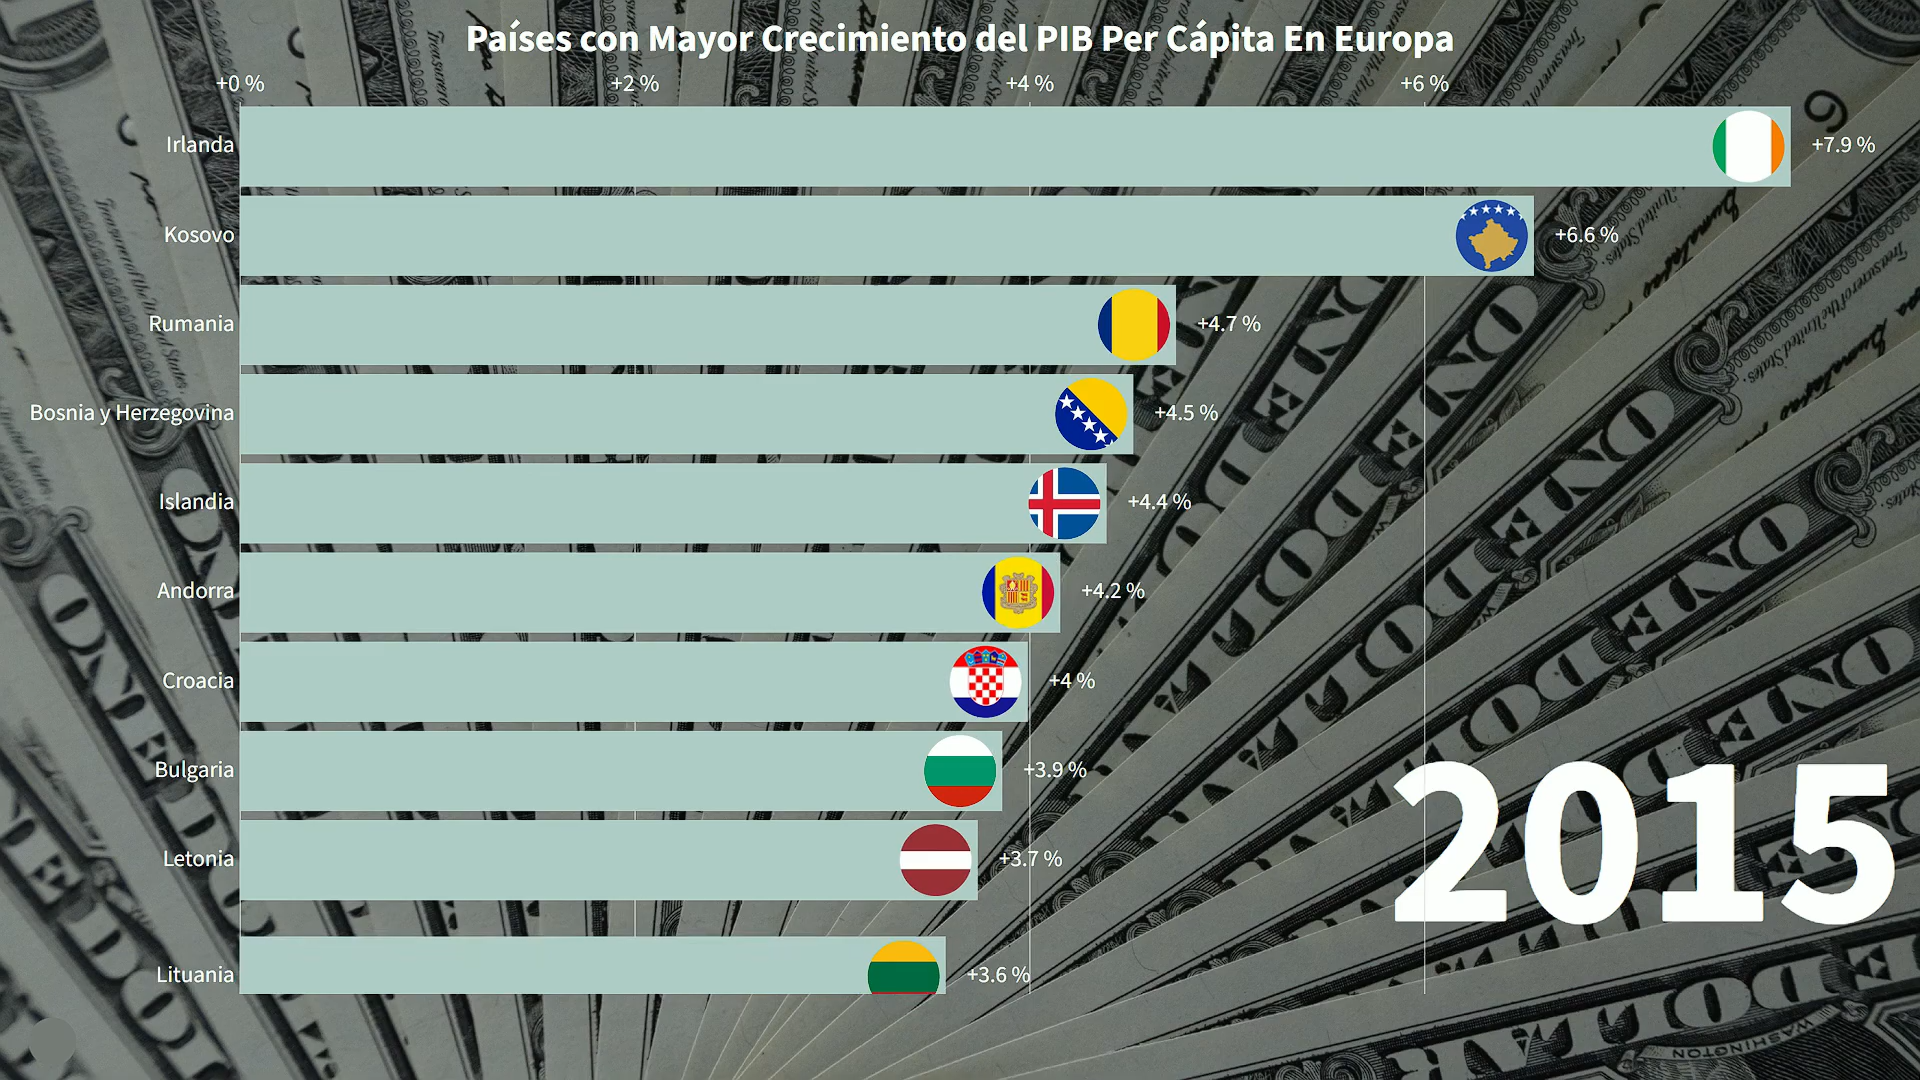 Países con Mayor Crecimiento del PIB Per Cápita En Europa
+0 % +2 % +4 % +6 %
Irlanda +7.9 %
Kosovo +6.6 %
Rumania +4.7 %
Bosnia y Herzegovina +4.5 %
Islandia +4.4 %
Andorra +4.2 %
Croacia +4 %
Bulgaria +3.9 %
Letonia +3.7 %
Lituania +3.6 %
2015
WASHINGTON